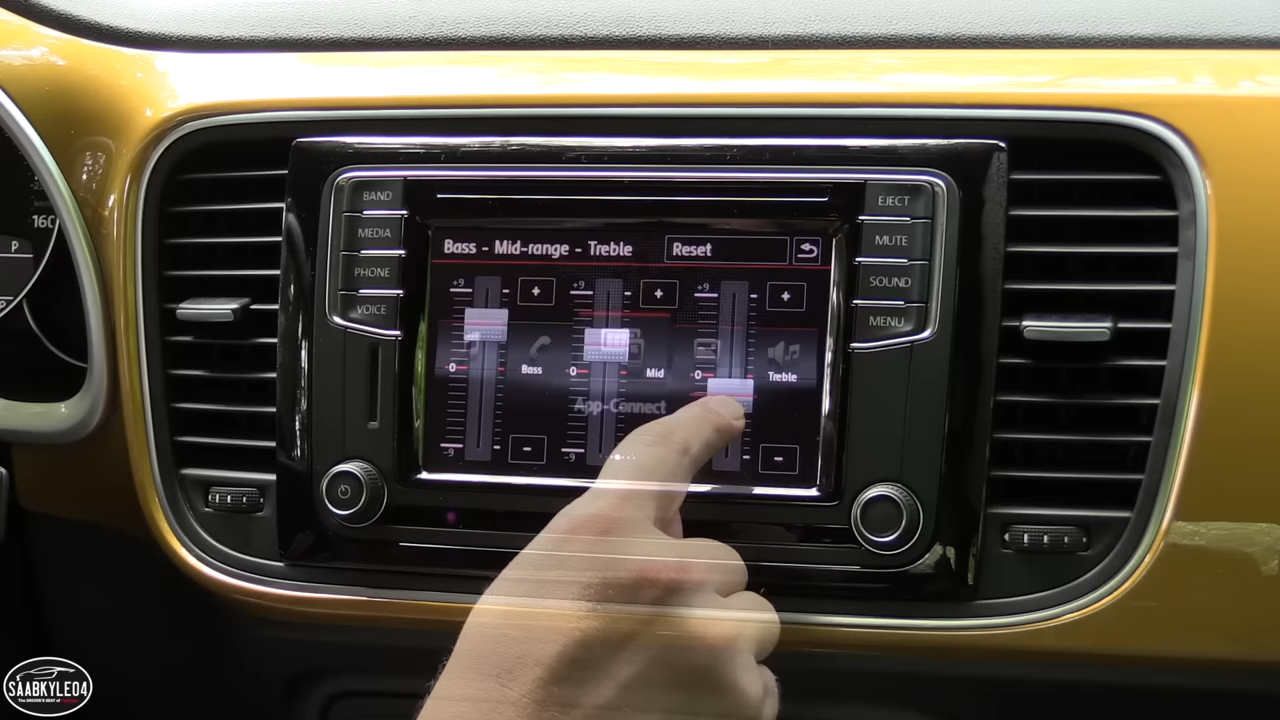 160
P
BAND
MEDIA
PHONE
VOICE
EJECT
MUTE
SOUND
MENU
Bass - Mid-range - Treble
Reset
+9
+
+9
+
+9
+
0
Bass
0
Mid
0
Treble
App-Connect
-9
-
-9
-
SAABKYLE04